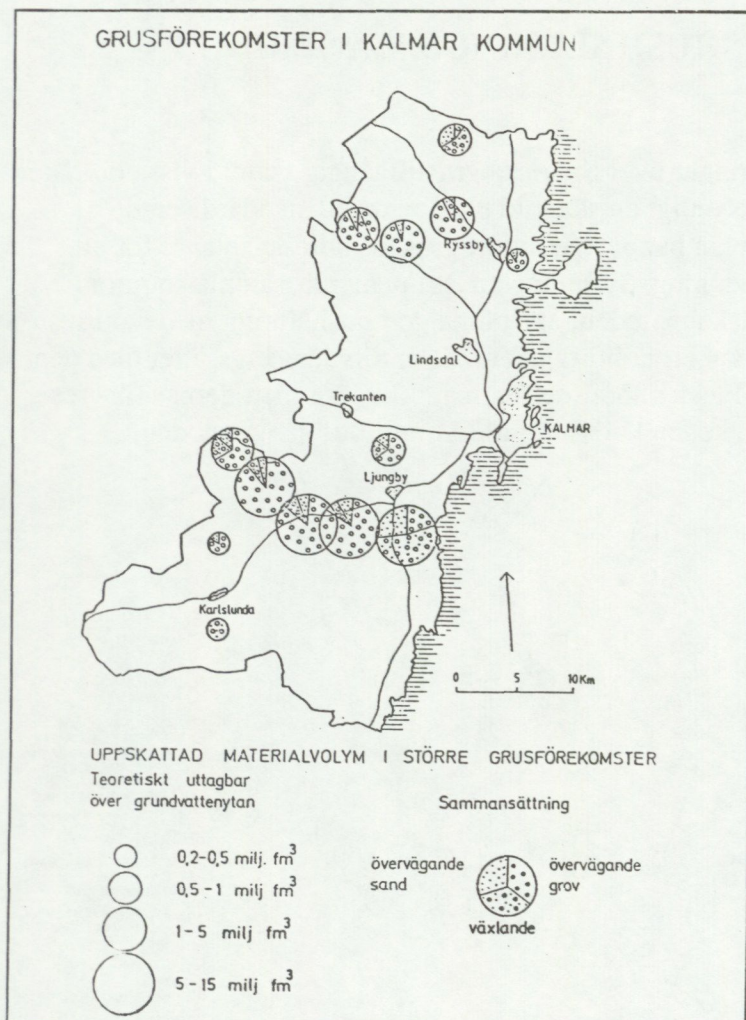 GRUSFÖREKOMSTER I KALMAR KOMMUN
Ryssby
Lindsdal
Trekanten
KALMAR
Ljungby
Karlslunda
0 5 10 Km
UPPSKATTAD MATERIALVOLYM I STÖRRE GRUSFÖREKOMSTER
Teoretiskt uttagbar
över grundvattenytan
0,2-0,5 milj. fm³
0,5-1 milj fm³
1-5 milj fm³
5-15 milj fm³
Sammansättning
övervägande
sand
övervägande
grov
växlande